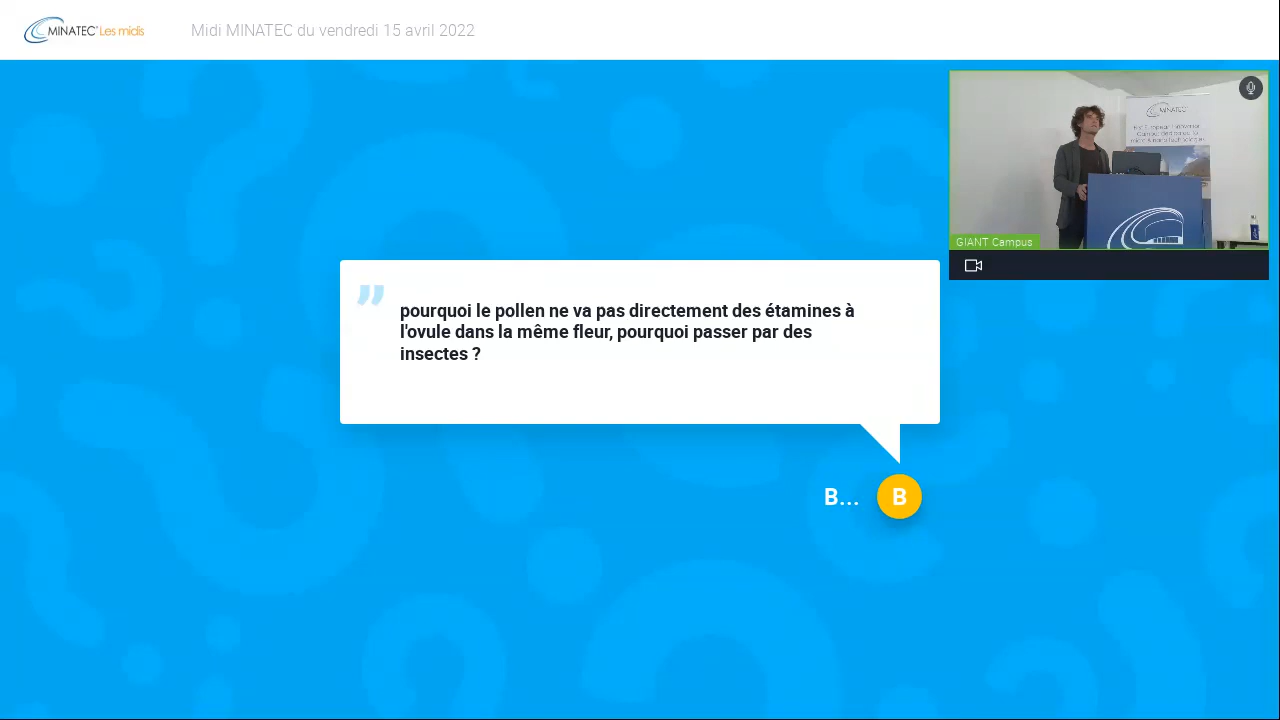 MINATEC Les midis
Midi MINATEC du vendredi 15 avril 2022
MINATEC
GIANT Campus
pourquoi le pollen ne va pas directement des étamines à
l'ovule dans la même fleur, pourquoi passer par des
insectes ?
B...
B